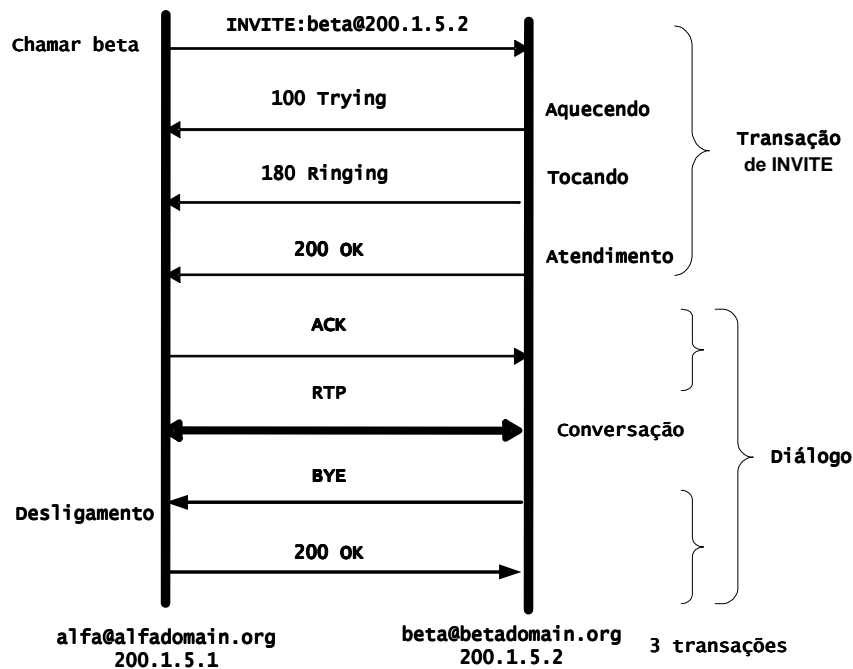 INVITE:beta@200.1.5.2
Chamar beta
100 Trying
Aquecendo
Transação
de INVITE
180 Ringing
Tocando
200 OK
Atendimento
ACK
RTP
Conversação
Diálogo
BYE
Desligamento
200 OK
alfa@alfadomain.org
200.1.5.1
beta@betadomain.org
200.1.5.2
3 transações